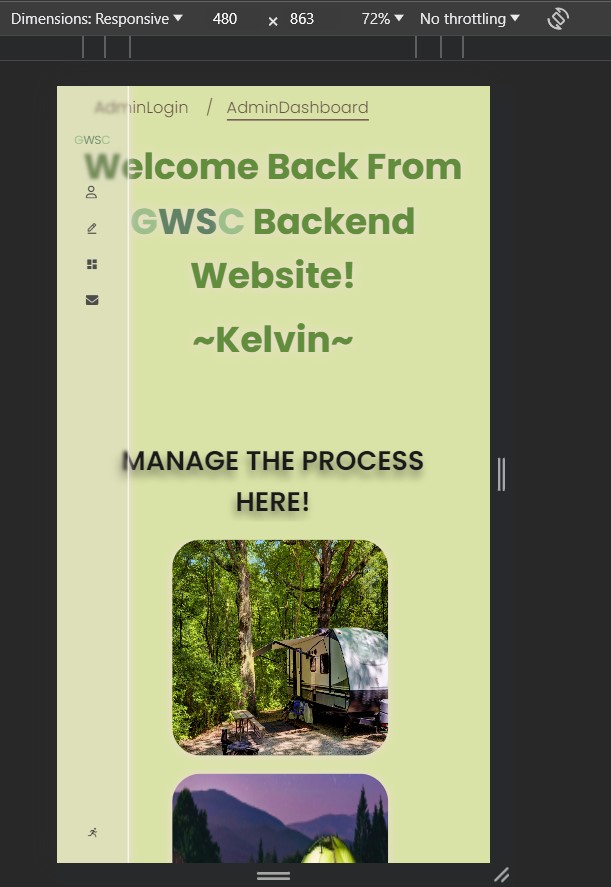 Dimensions: Responsive 480 × 863 72% No throttling
AdminLogin / AdminDashboard
GWSC
Welcome Back From
GWSC Backend
Website!
~Kelvin~
MANAGE THE PROCESS
HERE!